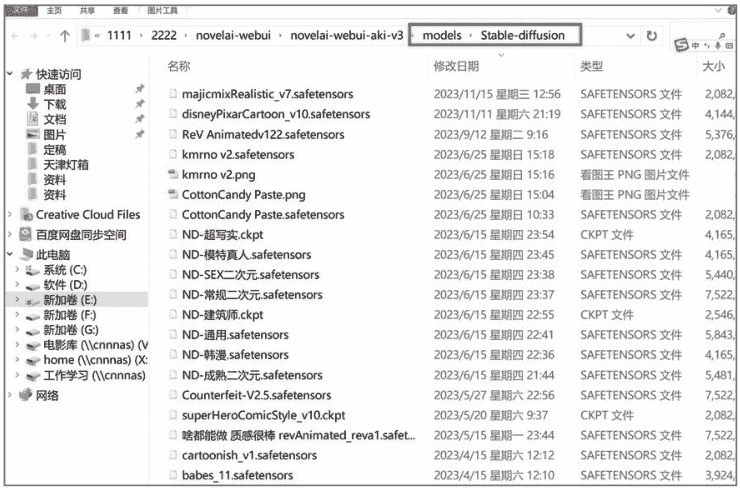 文件 主页 共享 查看 图片工具
« 1111 > 2222 > novelai-webui > novelai-webui-aki-v3 > models > Stable-diffusion
中
名称 修改日期 类型 大小
快速访问
桌面
下载
文档
图片
定稿
天津灯箱
资料
资料
Creative Cloud Files
百度网盘同步空间
此电脑
系统 (C:)
软件 (D:)
新加卷 (E:)
新加卷 (F:)
新加卷 (G:)
电影库 (\\cnnnas) (V
home (\\cnnnas) (X:
工作学习 (\\cnnnas)
网络
majicmixRealistic_v7.safetensors 2023/11/15 星期三 12:56 SAFETENSORS 文件 2,082,
disneyPixarCartoon_v10.safetensors 2023/11/11 星期六 21:19 SAFETENSORS 文件 4,144,
ReV Animatedv122.safetensors 2023/9/12 星期二 9:16 SAFETENSORS 文件 5,376,
kmrno v2.safetensors 2023/6/25 星期日 15:18 SAFETENSORS 文件 2,082,
kmrno v2.png 2023/6/25 星期日 15:16 看图王 PNG 图片文件
CottonCandy Paste.png 2023/6/25 星期日 15:04 看图王 PNG 图片文件
CottonCandy Paste.safetensors 2023/6/25 星期日 10:33 SAFETENSORS 文件 2,082,
ND-超写实.ckpt 2023/6/15 星期四 23:54 CKPT 文件 4,165,
ND-模特真人.safetensors 2023/6/15 星期四 23:45 SAFETENSORS 文件 4,165,
ND-SEX二次元.safetensors 2023/6/15 星期四 23:38 SAFETENSORS 文件 5,440,
ND-常规二次元.safetensors 2023/6/15 星期四 23:37 SAFETENSORS 文件 7,522,
ND-建筑师.ckpt 2023/6/15 星期四 22:55 CKPT 文件 2,546,
ND-通用.safetensors 2023/6/15 星期四 22:41 SAFETENSORS 文件 5,843,
ND-韩漫.safetensors 2023/6/15 星期四 22:36 SAFETENSORS 文件 4,165,
ND-成熟二次元.safetensors 2023/6/15 星期四 21:44 SAFETENSORS 文件 5,481,
Counterfeit-V2.5.safetensors 2023/5/27 星期六 22:56 SAFETENSORS 文件 7,522,
superHeroComicStyle_v10.ckpt 2023/5/20 星期六 9:37 CKPT 文件 2,082,
啥都能做 质感很棒 revAnimated_reva1.safet... 2023/5/15 星期一 23:44 SAFETENSORS 文件 7,522,
cartoonish_v1.safetensors 2023/4/15 星期六 12:12 SAFETENSORS 文件 2,082,
babes_11.safetensors 2023/4/15 星期六 12:10 SAFETENSORS 文件 3,924,